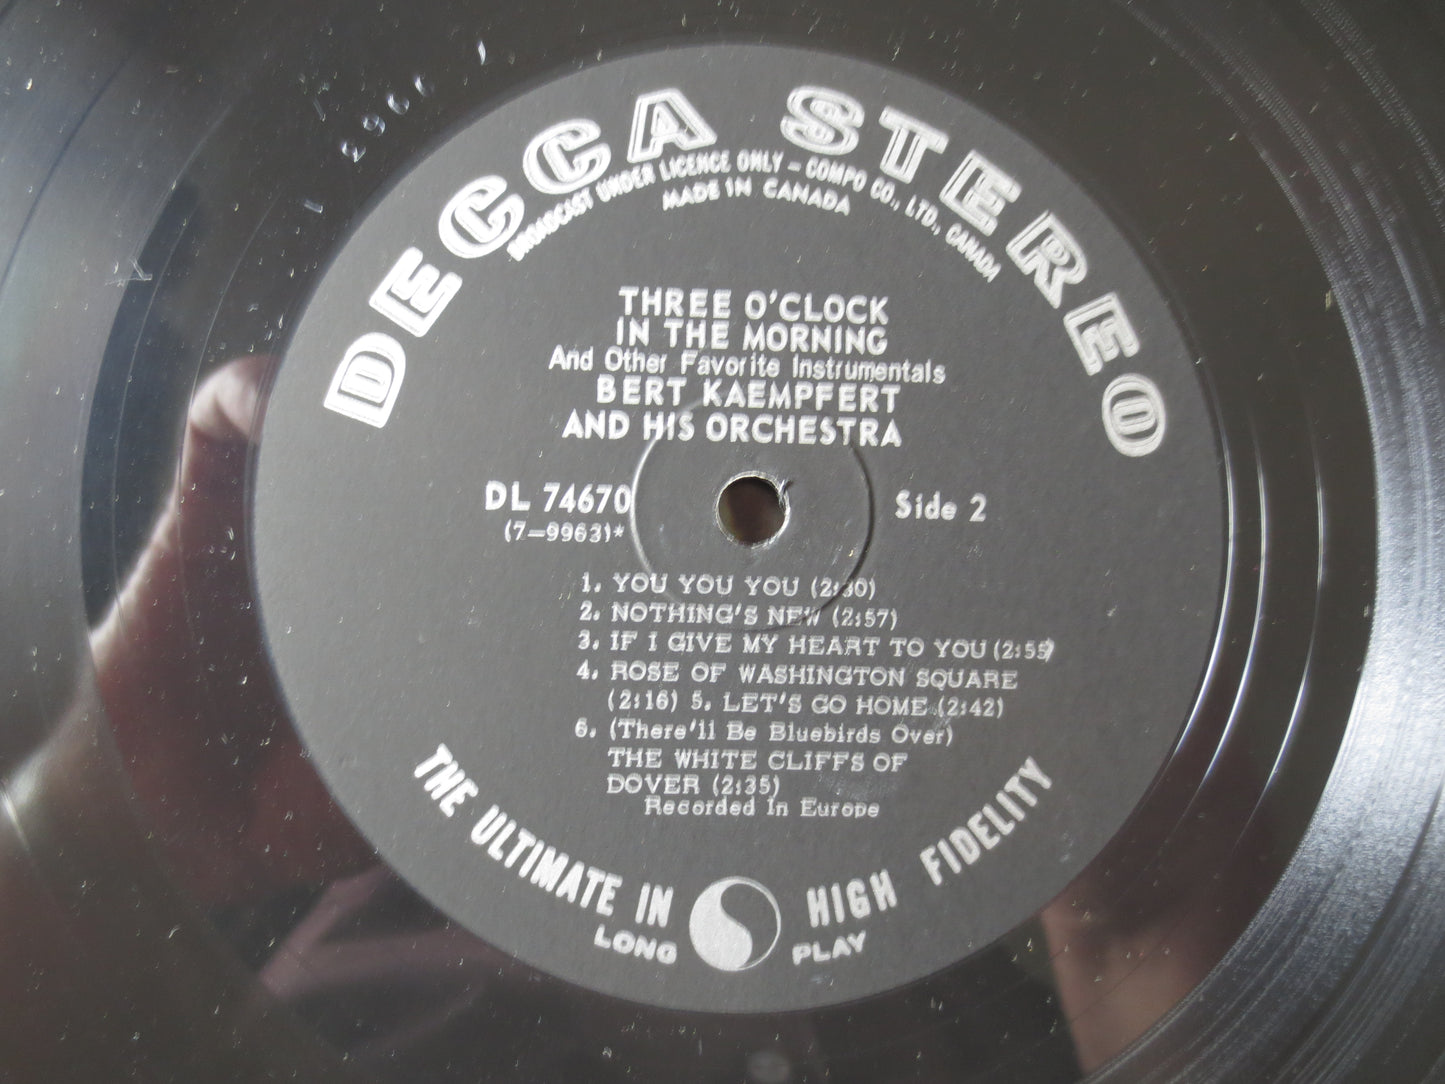 DECCA STEREO
BROADCAST UNDER LICENCE ONLY – COMPO CO., LTD., CANADA
MADE IN CANADA
THREE O'CLOCK
IN THE MORNING
And Other Favorite Instrumentals
BERT KAEMPFERT
AND HIS ORCHESTRA
DL 74670
(7-9963)*
Side 2
1. YOU YOU YOU (2:30)
2. NOTHING'S NEW (2:57)
3. IF I GIVE MY HEART TO YOU (2:55)
4. ROSE OF WASHINGTON SQUARE
(2:16) 5. LET'S GO HOME (2:42)
6. (There'll Be Bluebirds Over)
THE WHITE CLIFFS OF
DOVER (2:35)
Recorded In Europe
THE ULTIMATE IN HIGH FIDELITY
LONG PLAY